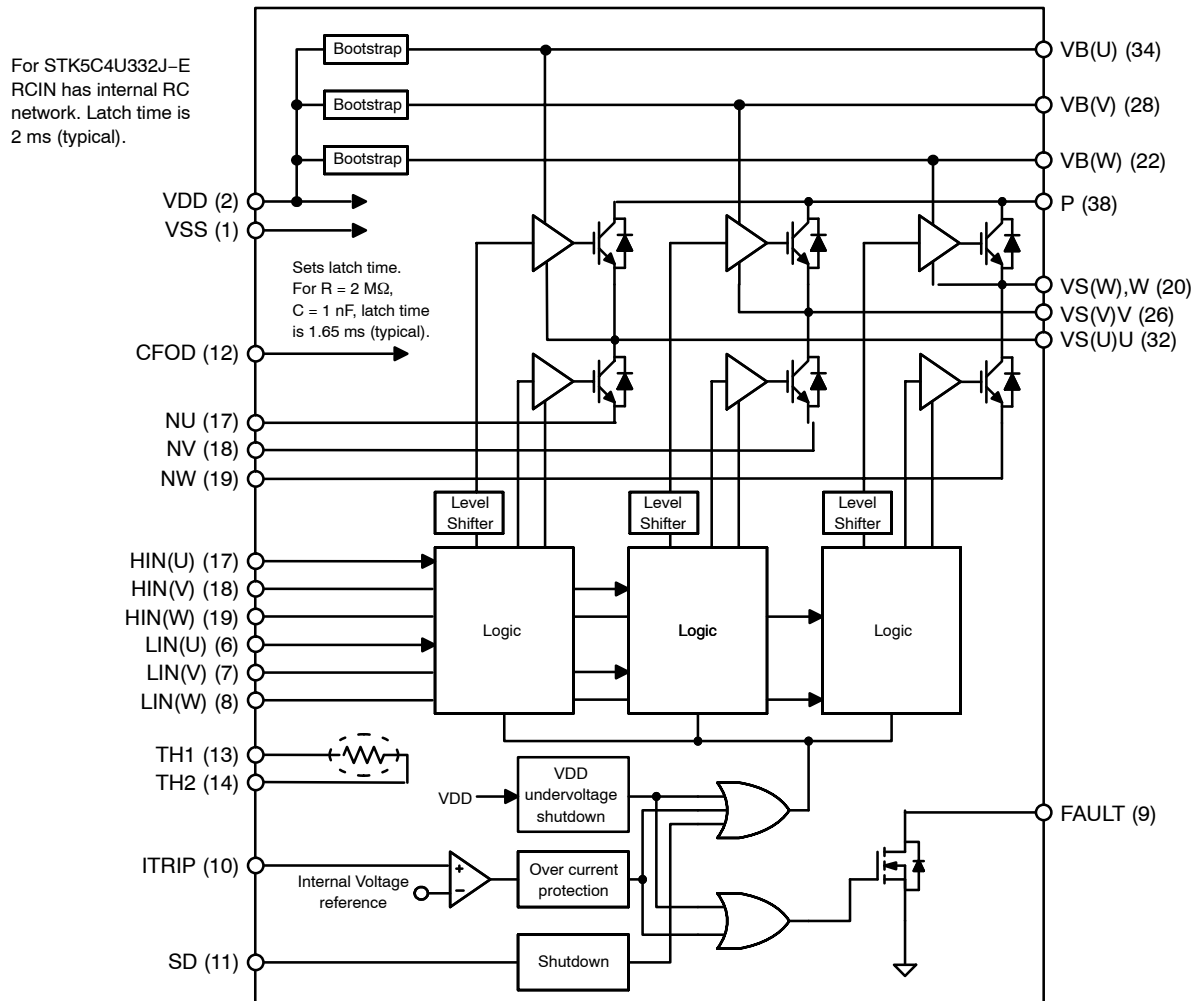 For STK5C4U332J−E
RCIN has internal RC
network. Latch time is
2 ms (typical).
Bootstrap
VB(U) (34)
Bootstrap
VB(V) (28)
Bootstrap
VB(W) (22)
VDD (2)
P (38)
VSS (1)
Sets latch time.
For R = 2 MΩ,
C = 1 nF, latch time
is 1.65 ms (typical).
VS(W),W (20)
VS(V)V (26)
VS(U)U (32)
CFOD (12)
NU (17)
NV (18)
NW (19)
Level
Shifter
Level
Shifter
Level
Shifter
HIN(U) (17)
HIN(V) (18)
HIN(W) (19)
LIN(U) (6)
LIN(V) (7)
LIN(W) (8)
Logic
Logic
Logic
TH1 (13)
TH2 (14)
VDD
VDD
undervoltage
shutdown
FAULT (9)
ITRIP (10)
Internal Voltage
reference
+
−
Over current
protection
SD (11)
Shutdown